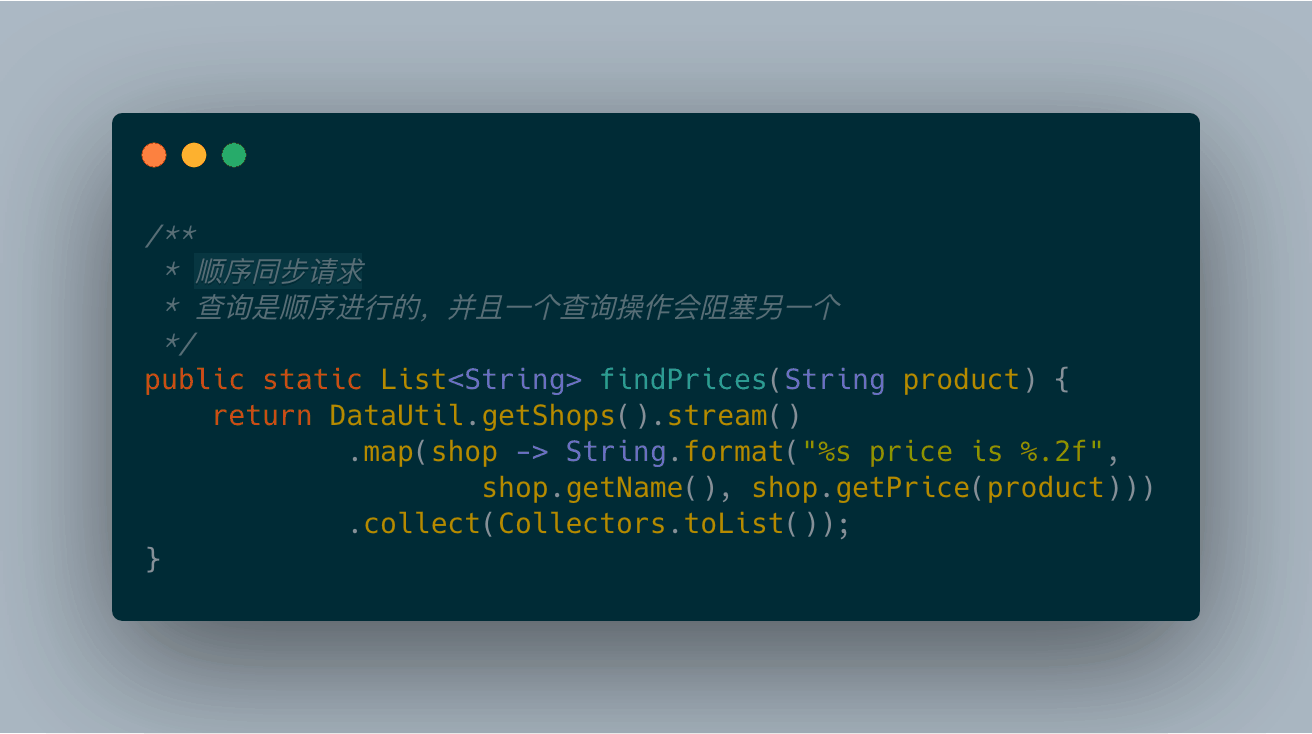 /**
 * 顺序同步请求
 * 查询是顺序进行的，并且一个查询操作会阻塞另一个
 */
public static List<String> findPrices(String product) {
    return DataUtil.getShops().stream()
            .map(shop -> String.format("%s price is %.2f",
                    shop.getName(), shop.getPrice(product)))
            .collect(Collectors.toList());
}